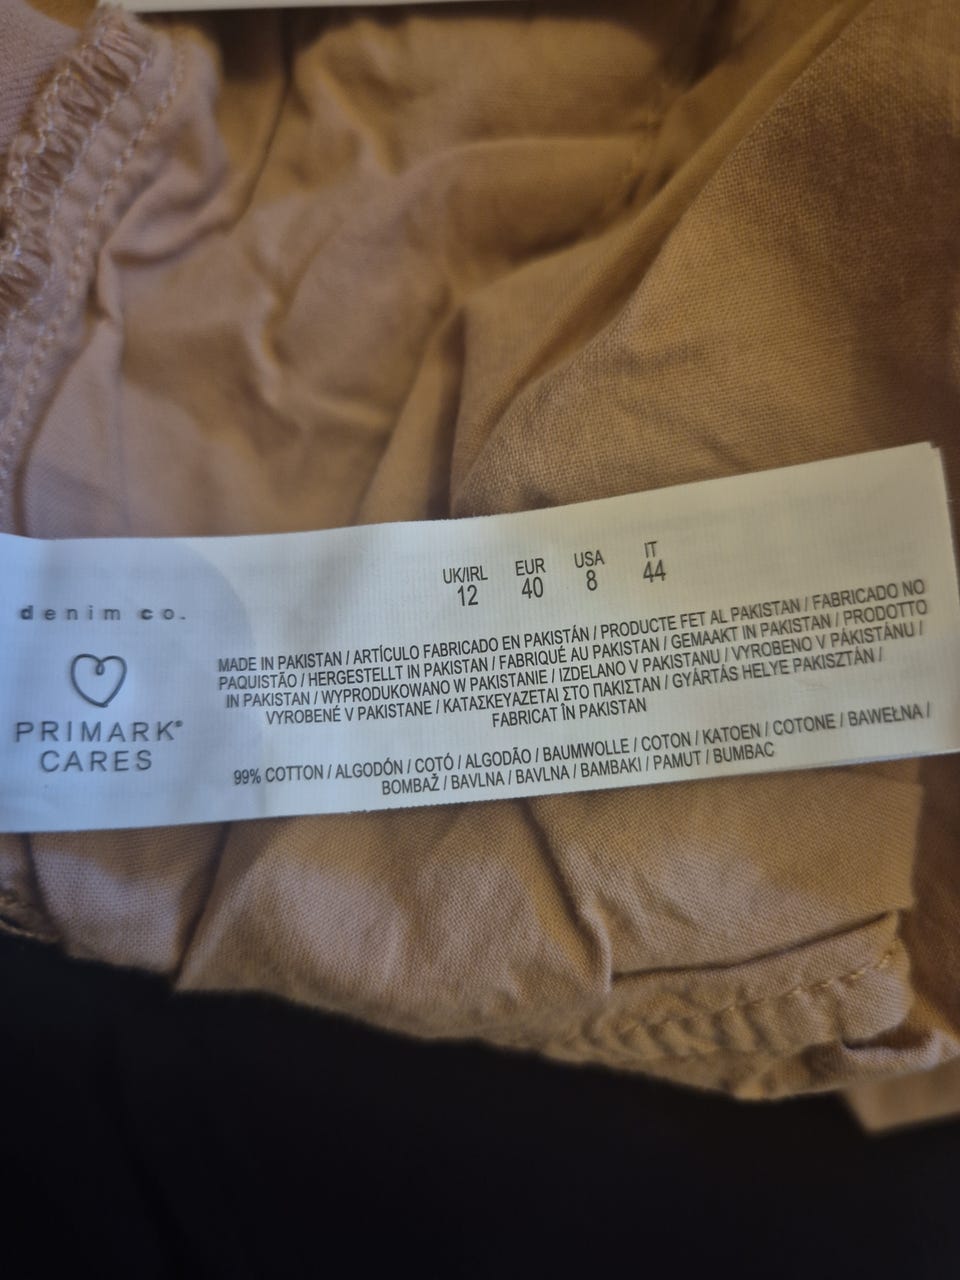 denim co.
PRIMARK®
CARES
UK/IRL EUR USA IT
12 40 8 44
MADE IN PAKISTAN / ARTÍCULO FABRICADO EN PAKISTÁN / PRODUCTE FET AL PAKISTAN / FABRICADO NO
PAQUISTÃO / HERGESTELLT IN PAKISTAN / FABRIQUÉ AU PAKISTAN / GEMAAKT IN PAKISTAN / PRODOTTO
IN PAKISTAN / WYPRODUKOWANO W PAKISTANIE / IZDELANO V PAKISTANU / VYROBENO V PÁKISTÁNU /
VYROBENÉ V PAKISTANE / ΚΑΤΑΣΚΕΥΑΖΕΤΑΙ ΣΤΟ ΠΑΚΙΣΤΑΝ / GYÁRTÁS HELYE PAKISZTÁN /
FABRICAT ÎN PAKISTAN
99% COTTON / ALGODÓN / COTÓ / ALGODÃO / BAUMWOLLE / COTON / KATOEN / COTONE / BAWEŁNA /
BOMBAŽ / BAVLNA / BAVLNA / BAMBAKI / PAMUT / BUMBAC